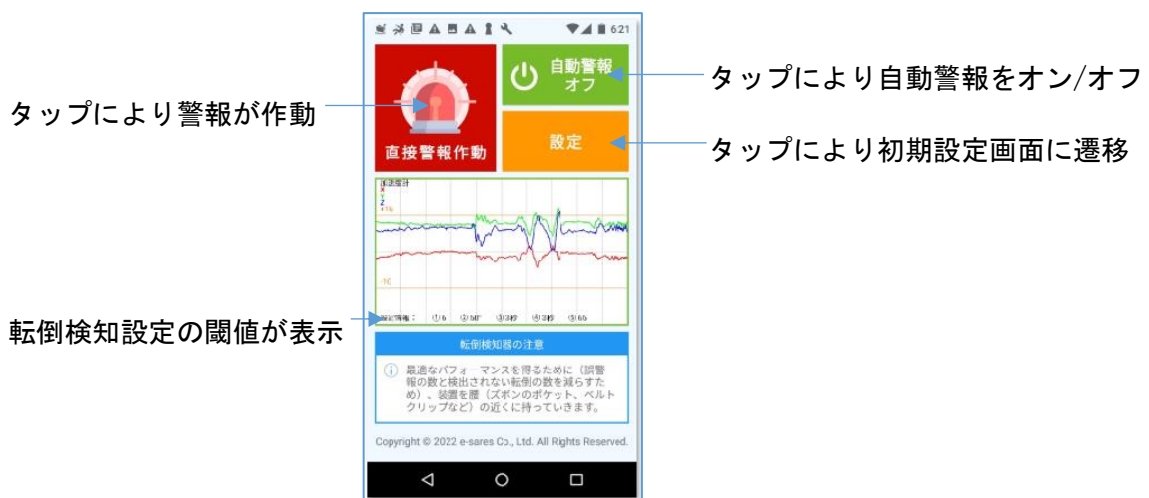 6:21
タップにより警報が作動
直接警報作動
自動警報
オフ
設定
タップにより自動警報をオン/オフ
タップにより初期設定画面に遷移
X
Y
Z
-1G
転倒検知設定の閾値が表示
転倒検知器の注意
最適なパフォーマンスを得るために（誤警
報の数と検出されない転倒の数を減らすた
め）、装置を腰（ズボンのポケット、ベルト
クリップなど）の近くに持っていきます。
Copyright © 2022 e-sares Co., Ltd. All Rights Reserved.